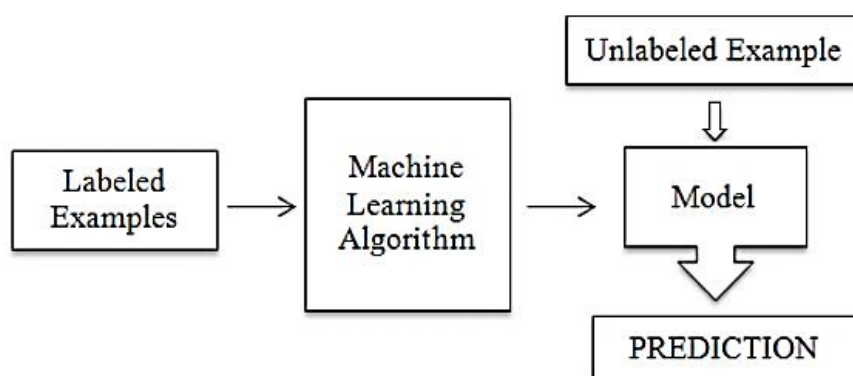 Labeled
Examples
Machine
Learning
Algorithm
Unlabeled Example
Model
PREDICTION